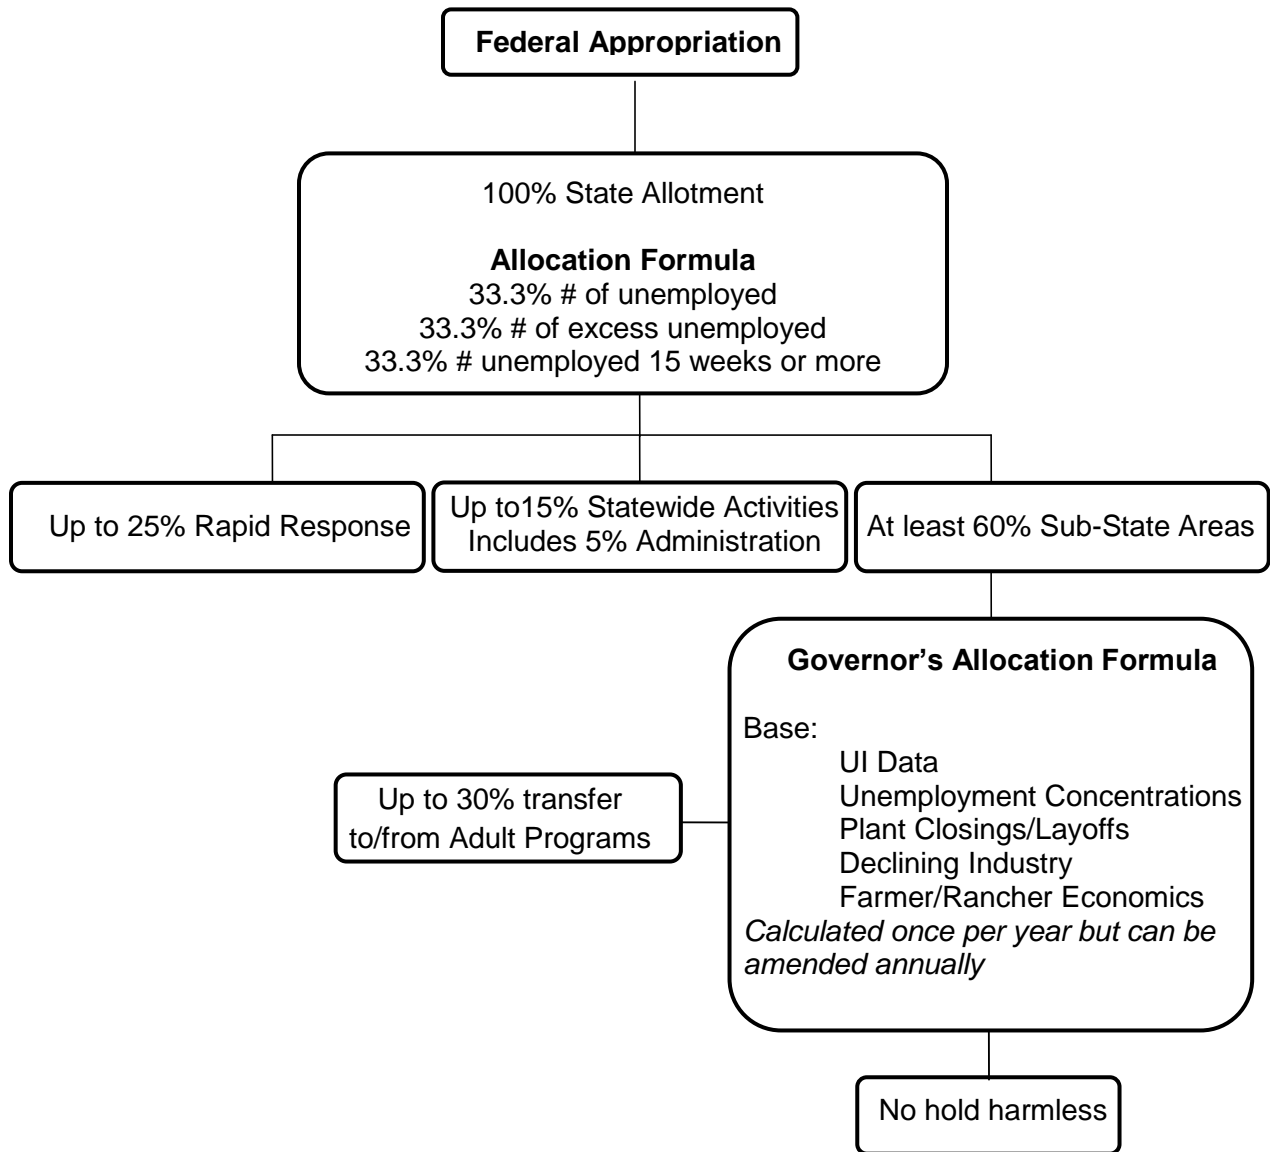 Federal Appropriation
100% State Allotment
Allocation Formula
33.3% # of unemployed
33.3% # of excess unemployed
33.3% # unemployed 15 weeks or more
Up to 25% Rapid Response
Up to15% Statewide Activities
Includes 5% Administration
At least 60% Sub-State Areas
Governor’s Allocation Formula
Base:
UI Data
Unemployment Concentrations
Plant Closings/Layoffs
Declining Industry
Farmer/Rancher Economics
Calculated once per year but can be
amended annually
Up to 30% transfer
to/from Adult Programs
No hold harmless